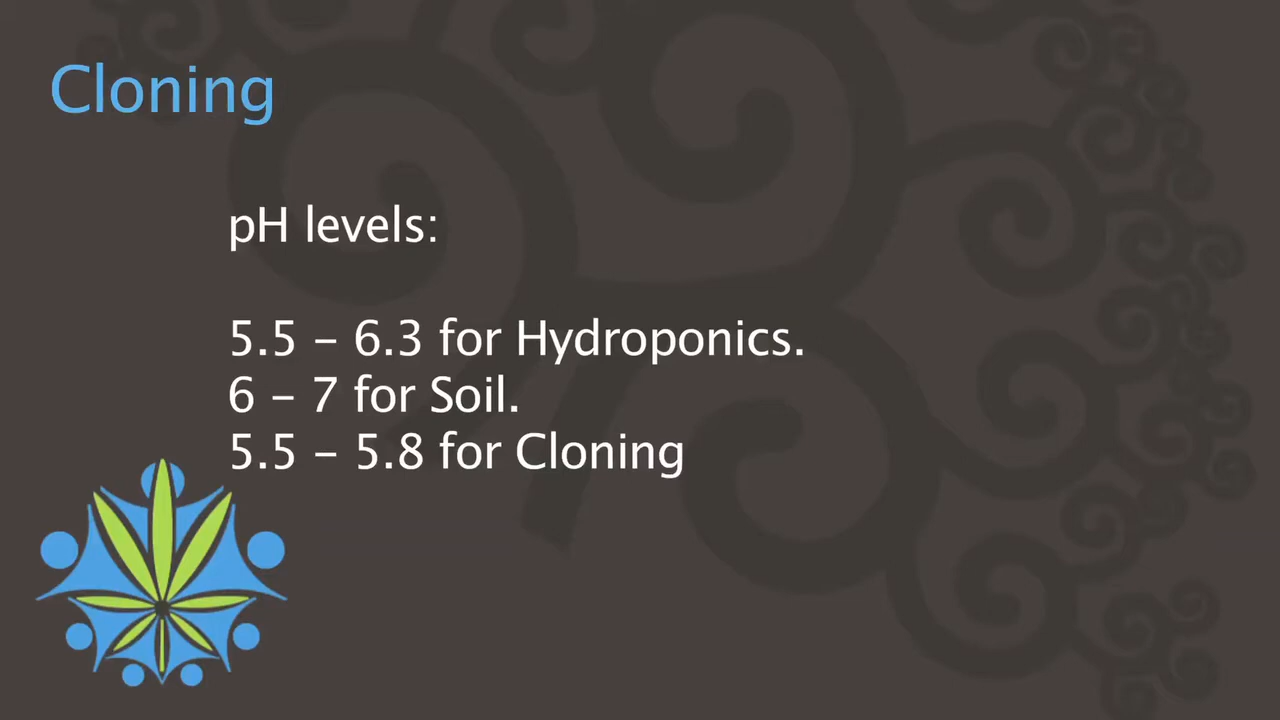 Cloning
pH levels:
5.5 – 6.3 for Hydroponics.
6 – 7 for Soil.
5.5 – 5.8 for Cloning